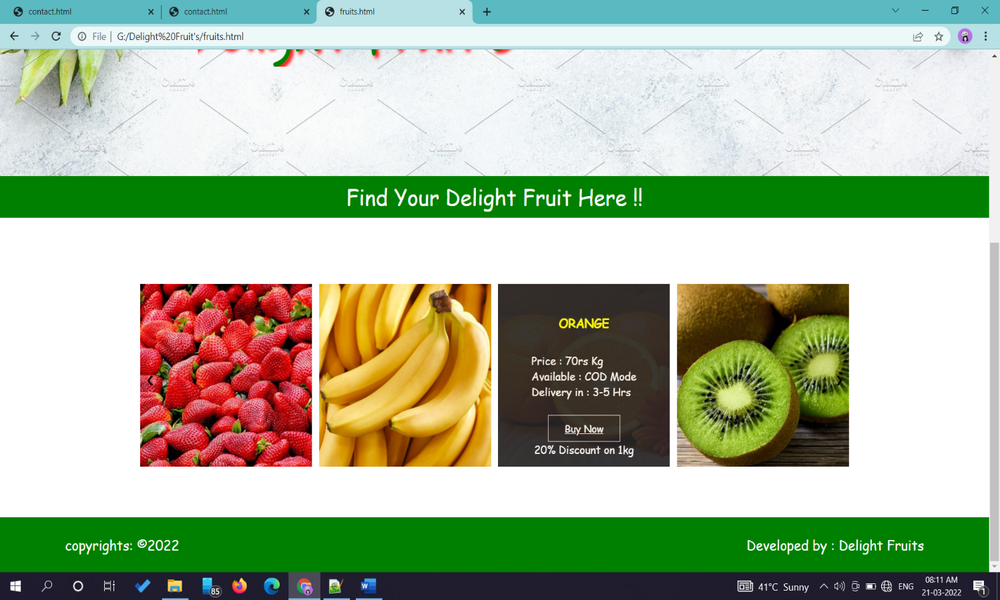 contact.html
contact.html
fruits.html
File | G:/Delight%20Fruit's/fruits.html
Find Your Delight Fruit Here !!
ORANGE
Price : 70rs Kg
Available : COD Mode
Delivery in : 3-5 Hrs
Buy Now
20% Discount on 1kg
copyrights: ©2022
Developed by : Delight Fruits
85
41°C Sunny
ENG
08:11 AM
21-03-2022
1